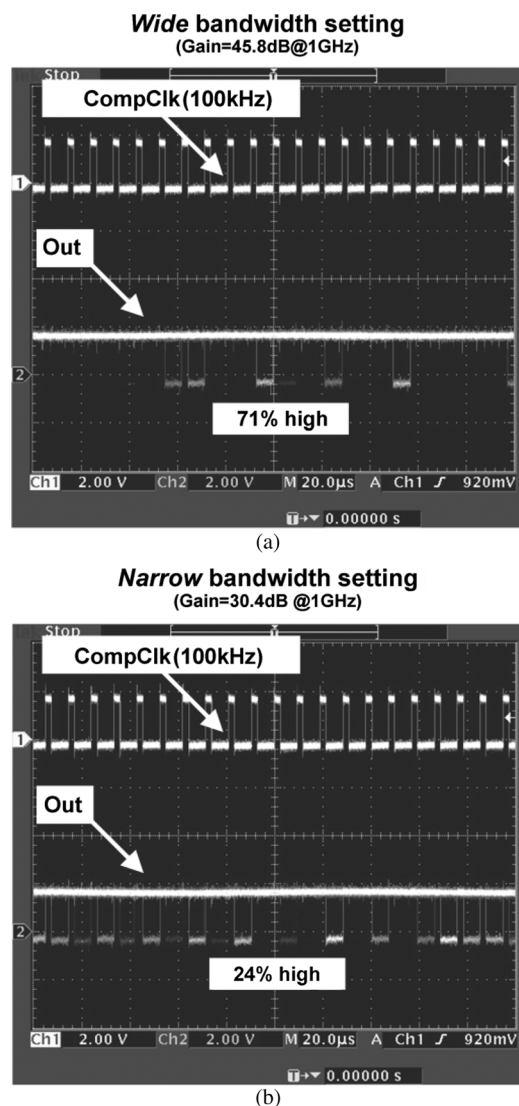 Wide bandwidth setting
(Gain=45.8dB@1GHz)
Stop
CompClk(100kHz)
1
Out
2
71% high
Ch1 2.00 V Ch2 2.00 V M 20.0µs A Ch1 920mV
0.00000 s
(a)
Narrow bandwidth setting
(Gain=30.4dB @1GHz)
Stop
CompClk(100kHz)
1
Out
2
24% high
Ch1 2.00 V Ch2 2.00 V M 20.0µs A Ch1 920mV
0.00000 s
(b)